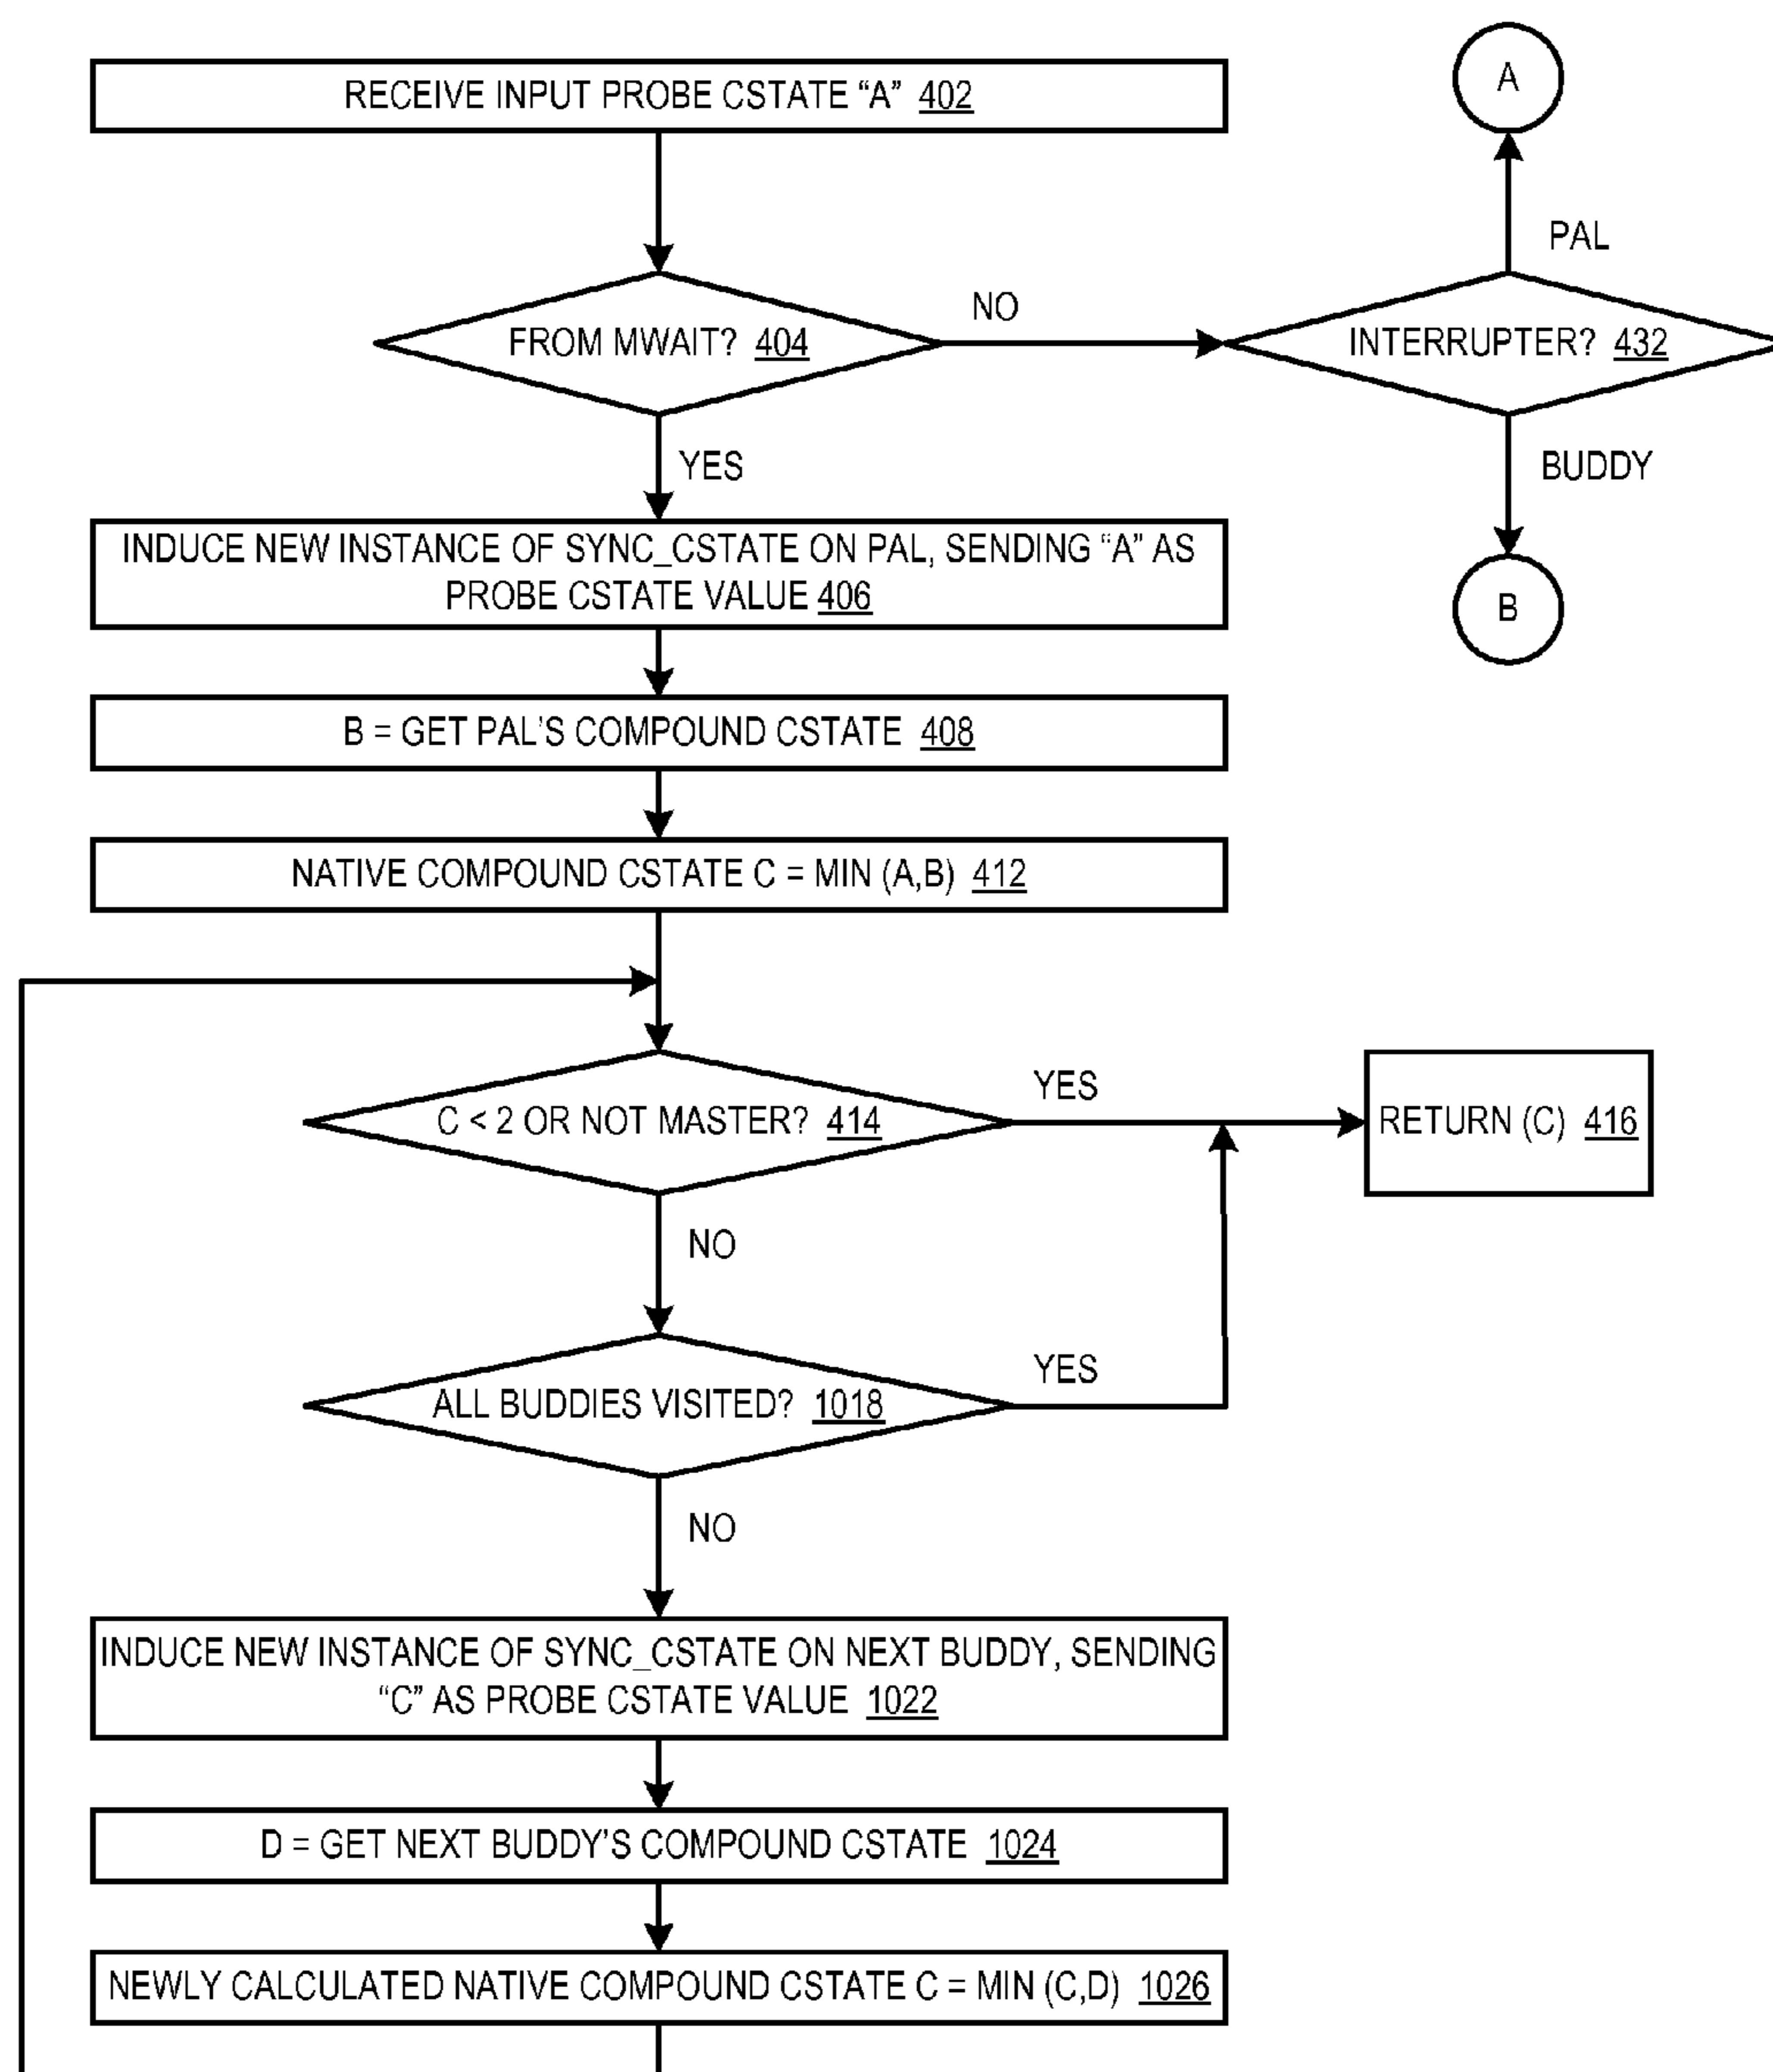 RECEIVE INPUT PROBE CSTATE “A” 402
A
PAL
FROM MWAIT? 404
NO
INTERRUPTER? 432
YES
BUDDY
INDUCE NEW INSTANCE OF SYNC_CSTATE ON PAL, SENDING “A” AS
PROBE CSTATE VALUE 406
B
B = GET PAL’S COMPOUND CSTATE 408
NATIVE COMPOUND CSTATE C = MIN (A,B) 412
C < 2 OR NOT MASTER? 414
YES
RETURN (C) 416
NO
ALL BUDDIES VISITED? 1018
YES
NO
INDUCE NEW INSTANCE OF SYNC_CSTATE ON NEXT BUDDY, SENDING
“C” AS PROBE CSTATE VALUE 1022
D = GET NEXT BUDDY’S COMPOUND CSTATE 1024
NEWLY CALCULATED NATIVE COMPOUND CSTATE C = MIN (C,D) 1026